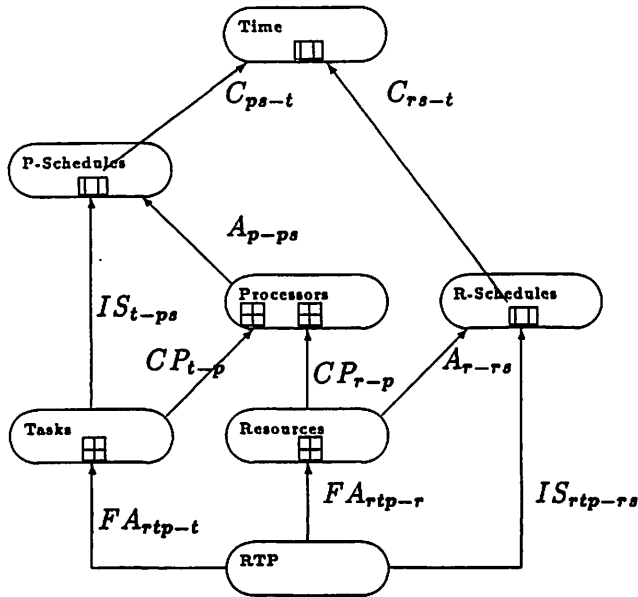 Time
C_{ps-t}
C_{rs-t}
P-Schedules
A_{p-ps}
Processors
R-Schedules
IS_{t-ps}
CP_{t-p}
CP_{r-p}
A_{r-rs}
Tasks
Resources
FA_{rtp-t}
FA_{rtp-r}
IS_{rtp-rs}
RTP